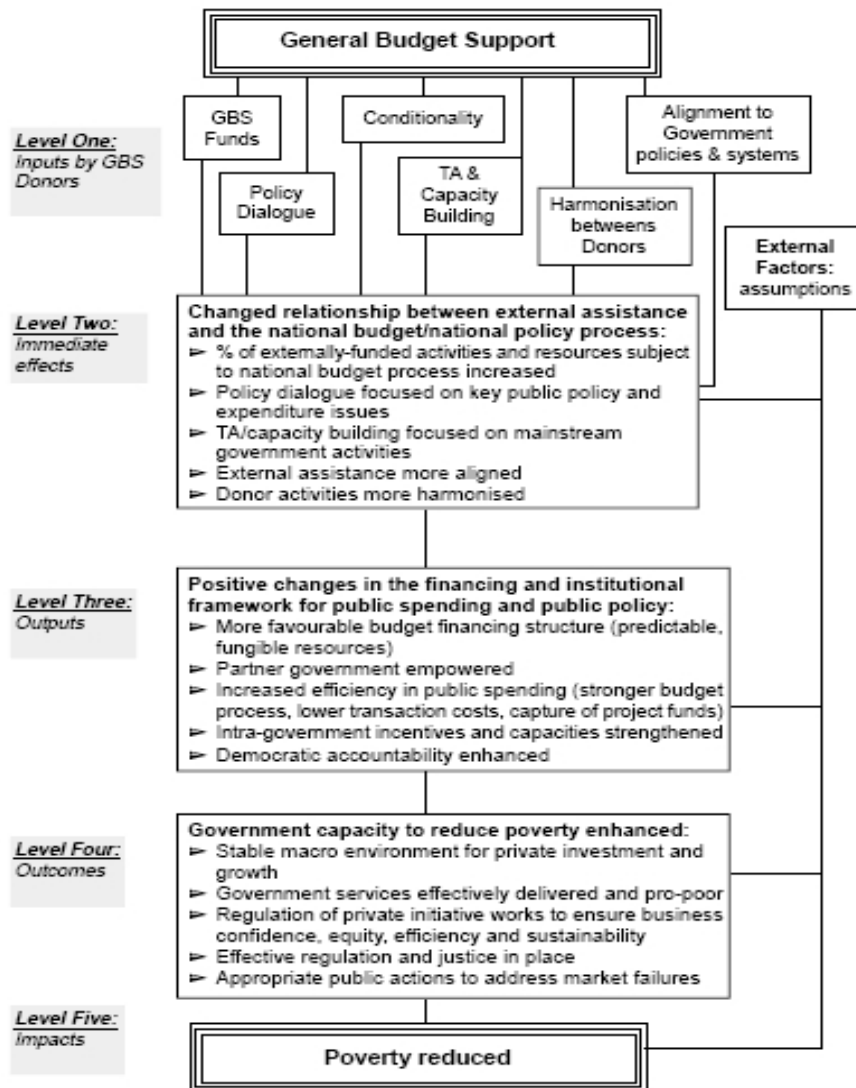 General Budget Support
Level One:
Inputs by GBS
Donors
GBS
Funds
Policy
Dialogue
Conditionality
TA &
Capacity
Building
Harmonisation
betweens
Donors
Alignment to
Government
policies & systems
External
Factors:
assumptions
Level Two:
Immediate
effects
Changed relationship between external assistance
and the national budget/national policy process:
► % of externally-funded activities and resources subject
to national budget process increased
► Policy dialogue focused on key public policy and
expenditure issues
► TA/capacity building focused on mainstream
government activities
► External assistance more aligned
► Donor activities more harmonised
Level Three:
Outputs
Positive changes in the financing and institutional
framework for public spending and public policy:
► More favourable budget financing structure (predictable,
fungible resources)
► Partner government empowered
► Increased efficiency in public spending (stronger budget
process, lower transaction costs, capture of project funds)
► Intra-government incentives and capacities strengthened
► Democratic accountability enhanced
Level Four:
Outcomes
Government capacity to reduce poverty enhanced:
► Stable macro environment for private investment and
growth
► Government services effectively delivered and pro-poor
► Regulation of private initiative works to ensure business
confidence, equity, efficiency and sustainability
► Effective regulation and justice in place
► Appropriate public actions to address market failures
Level Five:
Impacts
Poverty reduced